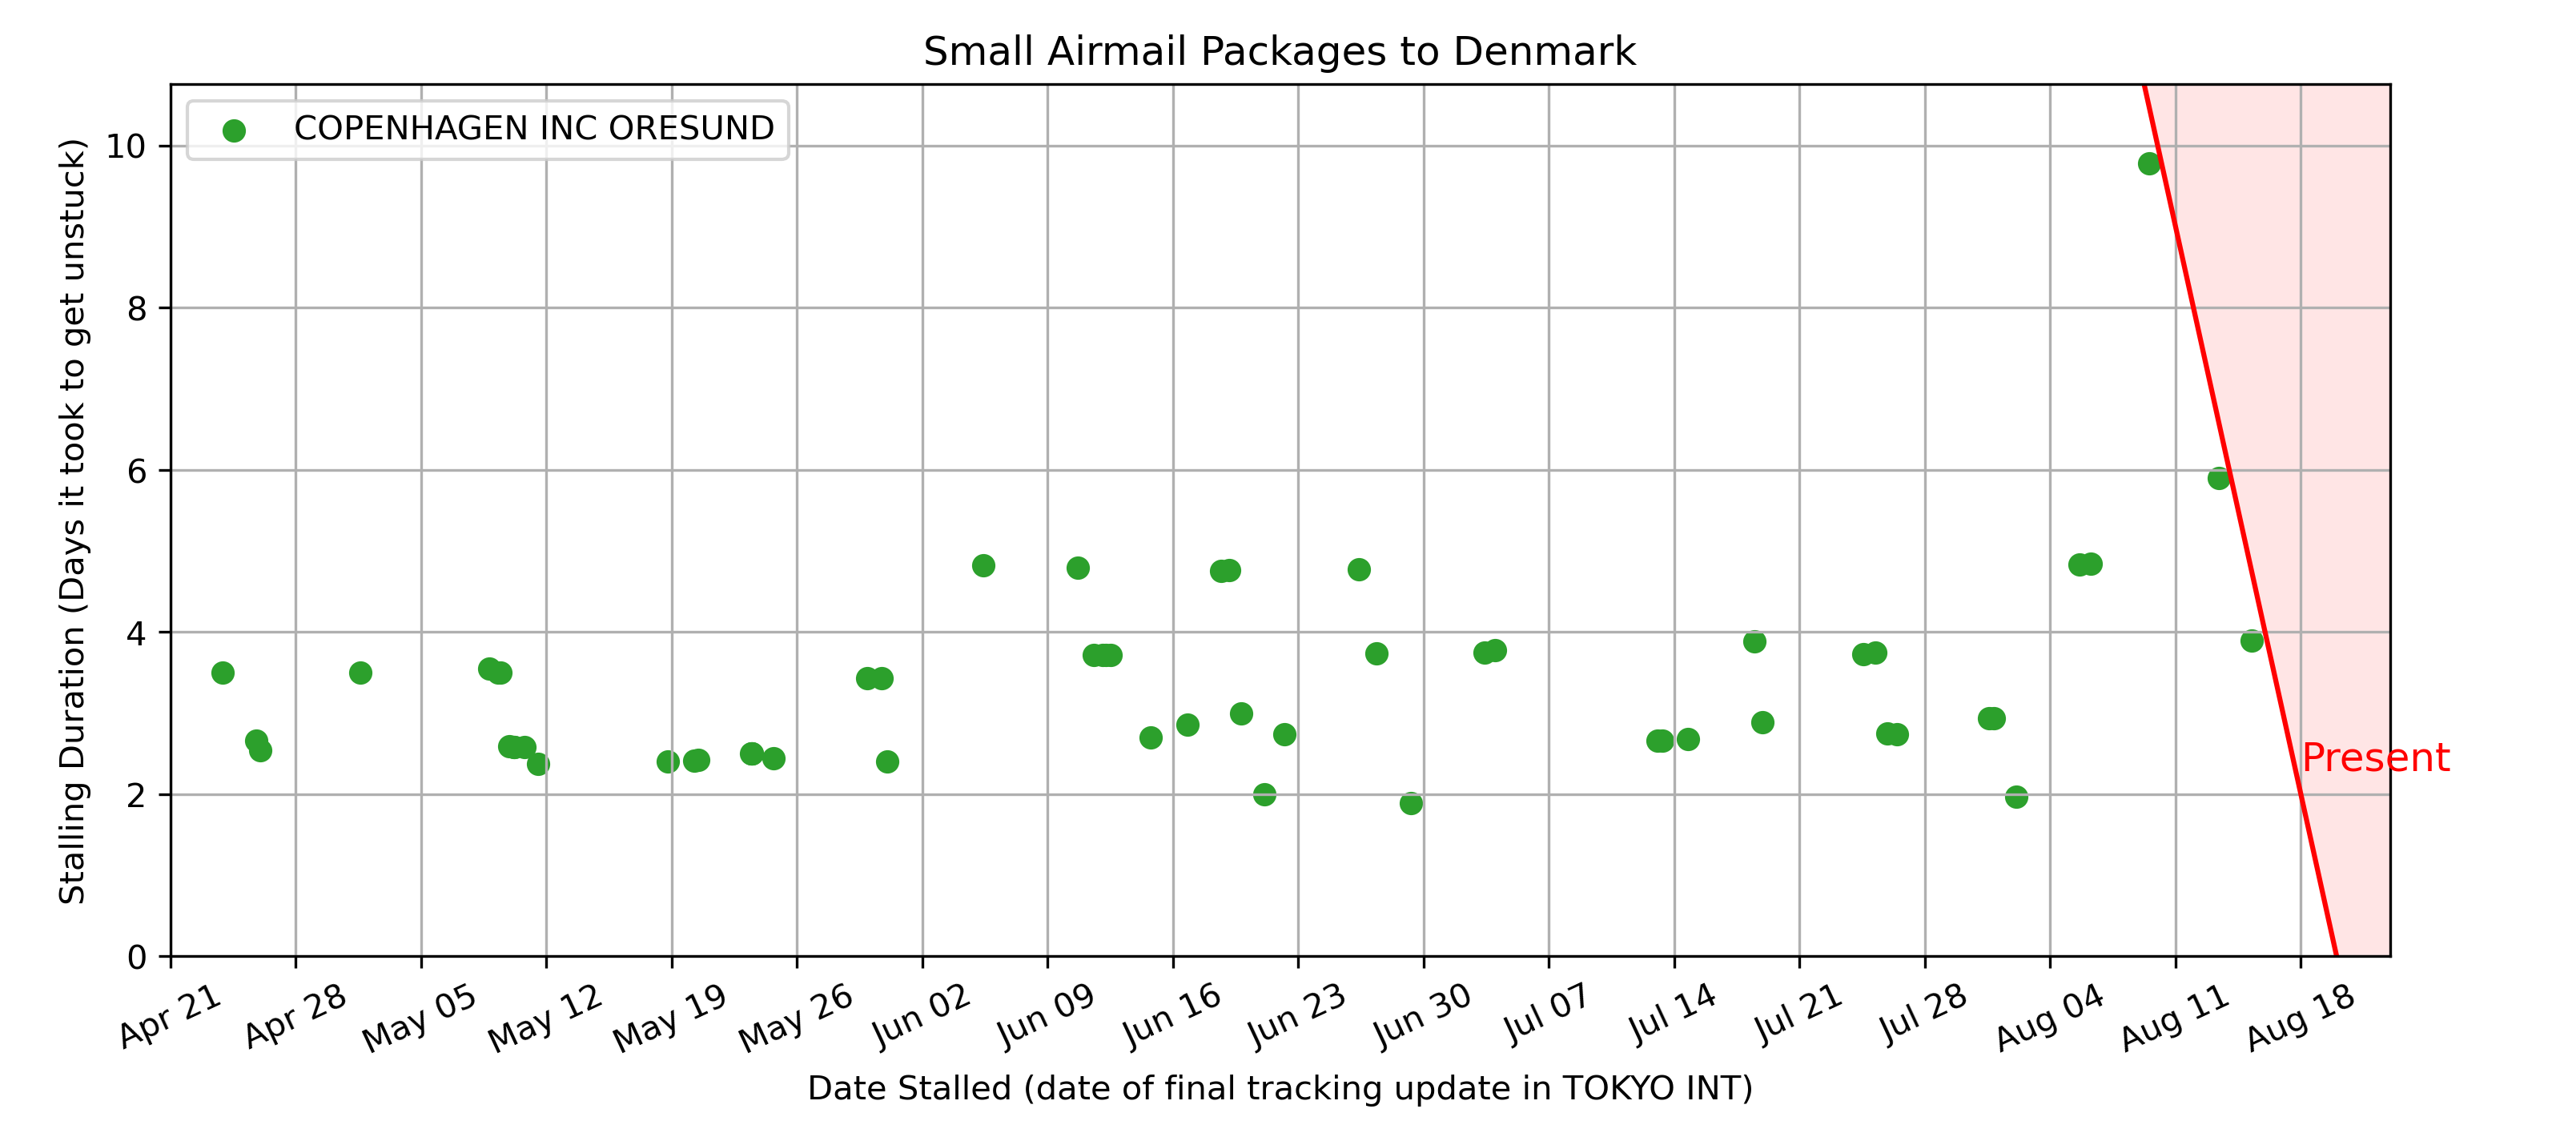 Small Airmail Packages to Denmark
COPENHAGEN INC ORESUND
Stalling Duration (Days it took to get unstuck)
10
8
6
4
2
0
Present
Apr 21
Apr 28
May 05
May 12
May 19
May 26
Jun 02
Jun 09
Jun 16
Jun 23
Jun 30
Jul 07
Jul 14
Jul 21
Jul 28
Aug 04
Aug 11
Aug 18
Date Stalled (date of final tracking update in TOKYO INT)